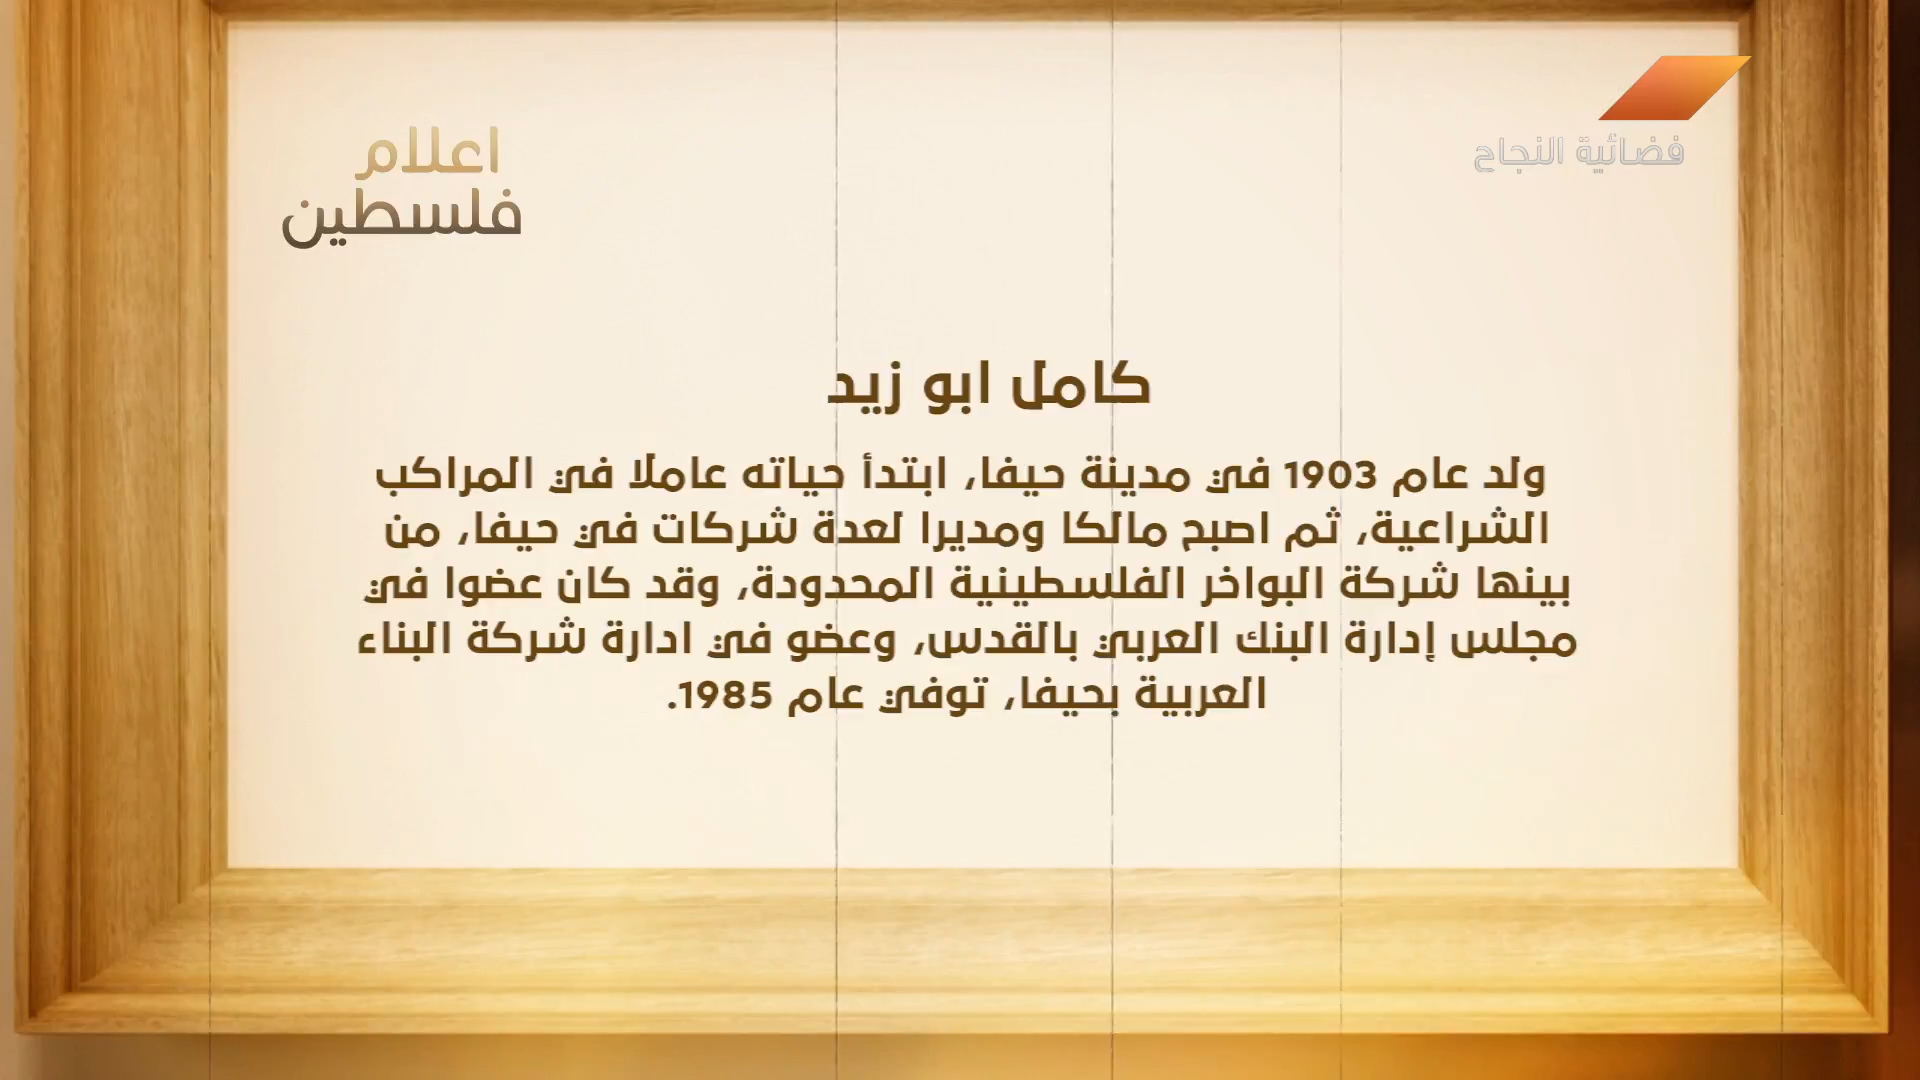 فضائية النجاح
اعلام
فلسطين
كامل ابو زيد
ولد عام 1903 في مدينة حيفا، ابتدأ حياته عاملا في المراكب
الشراعية، ثم اصبح مالكا ومديرا لعدة شركات في حيفا، من
بينها شركة البواخر الفلسطينية المحدودة، وقد كان عضوا في
مجلس إدارة البنك العربي بالقدس، وعضو في ادارة شركة البناء
العربية بحيفا، توفي عام 1985.